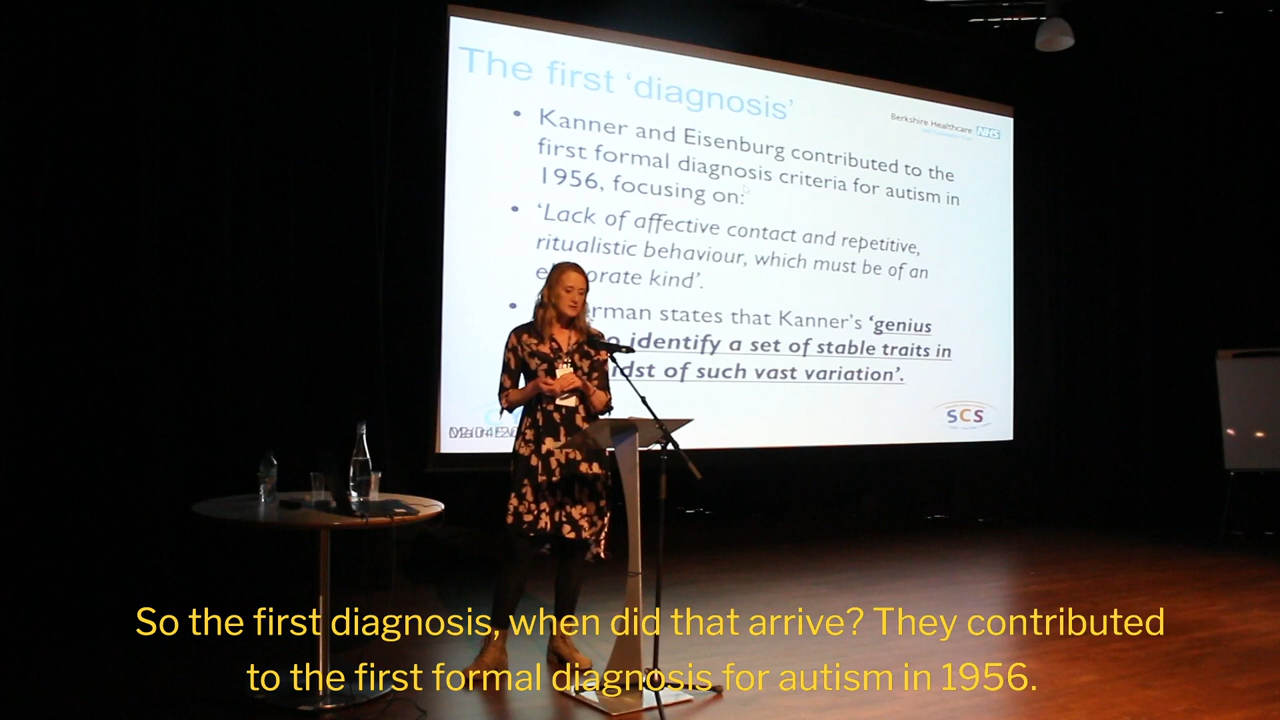 The first ‘diagnosis’
Berkshire Healthcare NHS
• Kanner and Eisenburg contributed to the
first formal diagnosis criteria for autism in
1956, focusing on:
• ‘Lack of affective contact and repetitive,
ritualistic behaviour, which must be of an
orate kind’.
• rman states that Kanner’s ‘genius
identify a set of stable traits in
of such vast variation’.
SCS
So the first diagnosis, when did that arrive? They contributed
to the first formal diagnosis for autism in 1956.